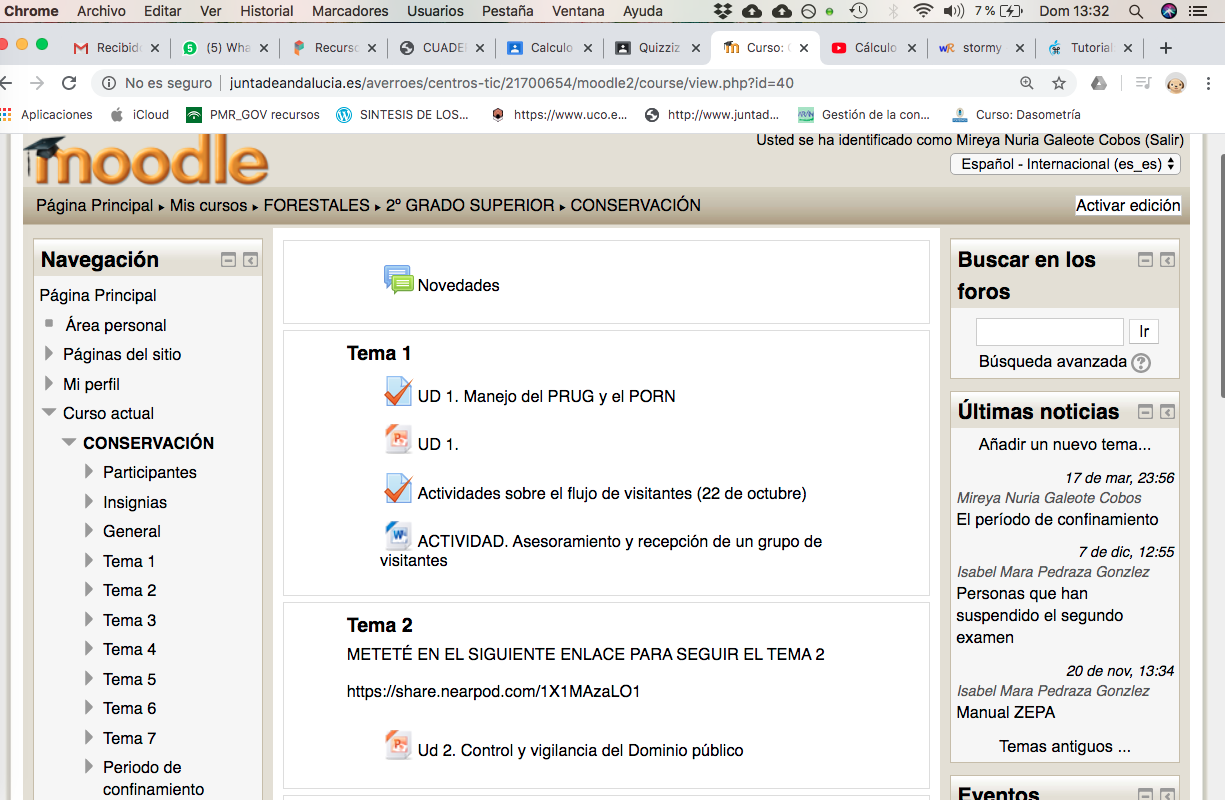 Chrome Archivo Editar Ver Historial Marcadores Usuarios Pestaña Ventana Ayuda 7 % Dom 13:32
Recibid (5) Wha Recurso CUADE Calculo Quizziz Curso: Cálculo stormy Tutorial
No es seguro juntadeandalucia.es/averroes/centros-tic/21700654/moodle2/course/view.php?id=40
Aplicaciones iCloud PMR_GOV recursos SINTESIS DE LOS... https://www.uco.e... http://www.juntad... Gestión de la con... Curso: Dasometría
moodle
Usted se ha identificado como Mireya Nuria Galeote Cobos (Salir)
Español - Internacional (es_es)
Página Principal ▸ Mis cursos ▸ FORESTALES ▸ 2º GRADO SUPERIOR ▸ CONSERVACIÓN
Activar edición
Navegación
Página Principal
Área personal
Páginas del sitio
Mi perfil
Curso actual
CONSERVACIÓN
Participantes
Insignias
General
Tema 1
Tema 2
Tema 3
Tema 4
Tema 5
Tema 6
Tema 7
Periodo de
confinamiento
Novedades
Tema 1
UD 1. Manejo del PRUG y el PORN
UD 1.
Actividades sobre el flujo de visitantes (22 de octubre)
ACTIVIDAD. Asesoramiento y recepción de un grupo de
visitantes
Tema 2
METETÉ EN EL SIGUIENTE ENLACE PARA SEGUIR EL TEMA 2
https://share.nearpod.com/1X1MAzaLO1
Ud 2. Control y vigilancia del Dominio público
Buscar en los
foros
Ir
Búsqueda avanzada
Últimas noticias
Añadir un nuevo tema...
17 de mar, 23:56
Mireya Nuria Galeote Cobos
El período de confinamiento
7 de dic, 12:55
Isabel Mara Pedraza Gonzlez
Personas que han
suspendido el segundo
examen
20 de nov, 13:34
Isabel Mara Pedraza Gonzlez
Manual ZEPA
Temas antiguos ...
Eventos